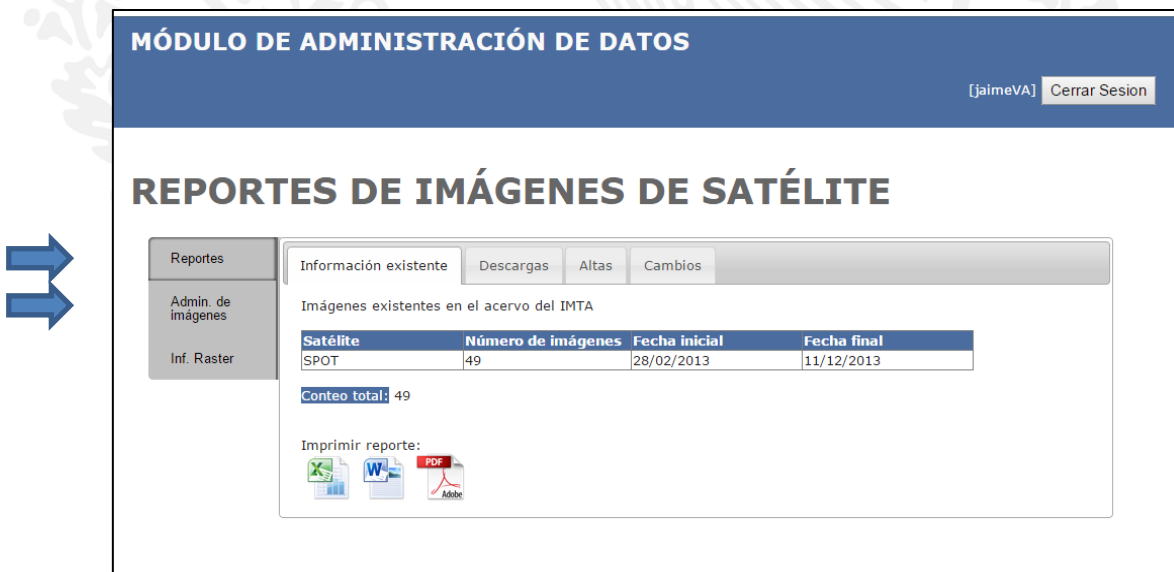 MÓDULO DE ADMINISTRACIÓN DE DATOS
[jaimeVA] Cerrar Sesion
REPORTES DE IMÁGENES DE SATÉLITE
Reportes
Admin. de
imágenes
Inf. Raster
Información existente Descargas Altas Cambios
Imágenes existentes en el acervo del IMTA
Satélite Número de imágenes Fecha inicial Fecha final
SPOT 49 28/02/2013 11/12/2013
Conteo total: 49
Imprimir reporte:
X W PDF Adobe